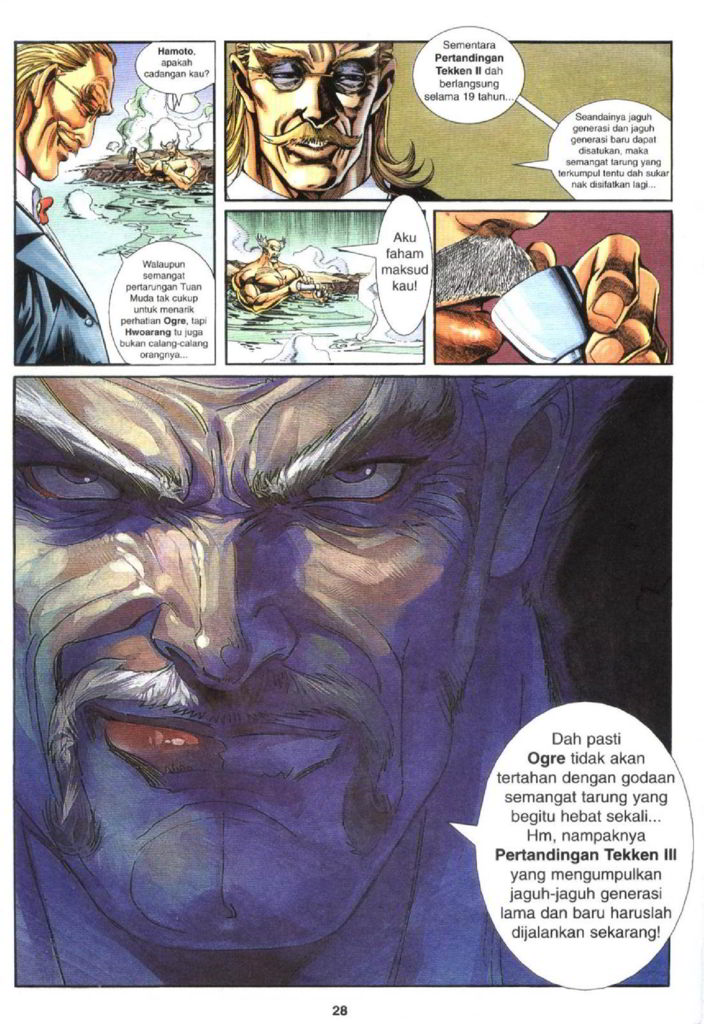 Hamoto,
apakah
cadangan kau?
Walaupun
semangat
pertarungan Tuan
Muda tak cukup
untuk menarik
perhatian Ogre, tapi
Hwoarang tu juga
bukan calang-calang
orangnya...
Sementara
Pertandingan
Tekken II dah
berlangsung
selama 19 tahun...
Seandainya jaguh
generasi dan jaguh
generasi baru dapat
disatukan, maka
semangat tarung yang
terkumpul tentu dah sukar
nak disifatkan lagi...
Aku
faham
maksud
kau!
Dah pasti
Ogre tidak akan
tertahan dengan godaan
semangat tarung yang
begitu hebat sekali...
Hm, nampaknya
Pertandingan Tekken III
yang mengumpulkan
jaguh-jaguh generasi
lama dan baru haruslah
dijalankan sekarang!
28